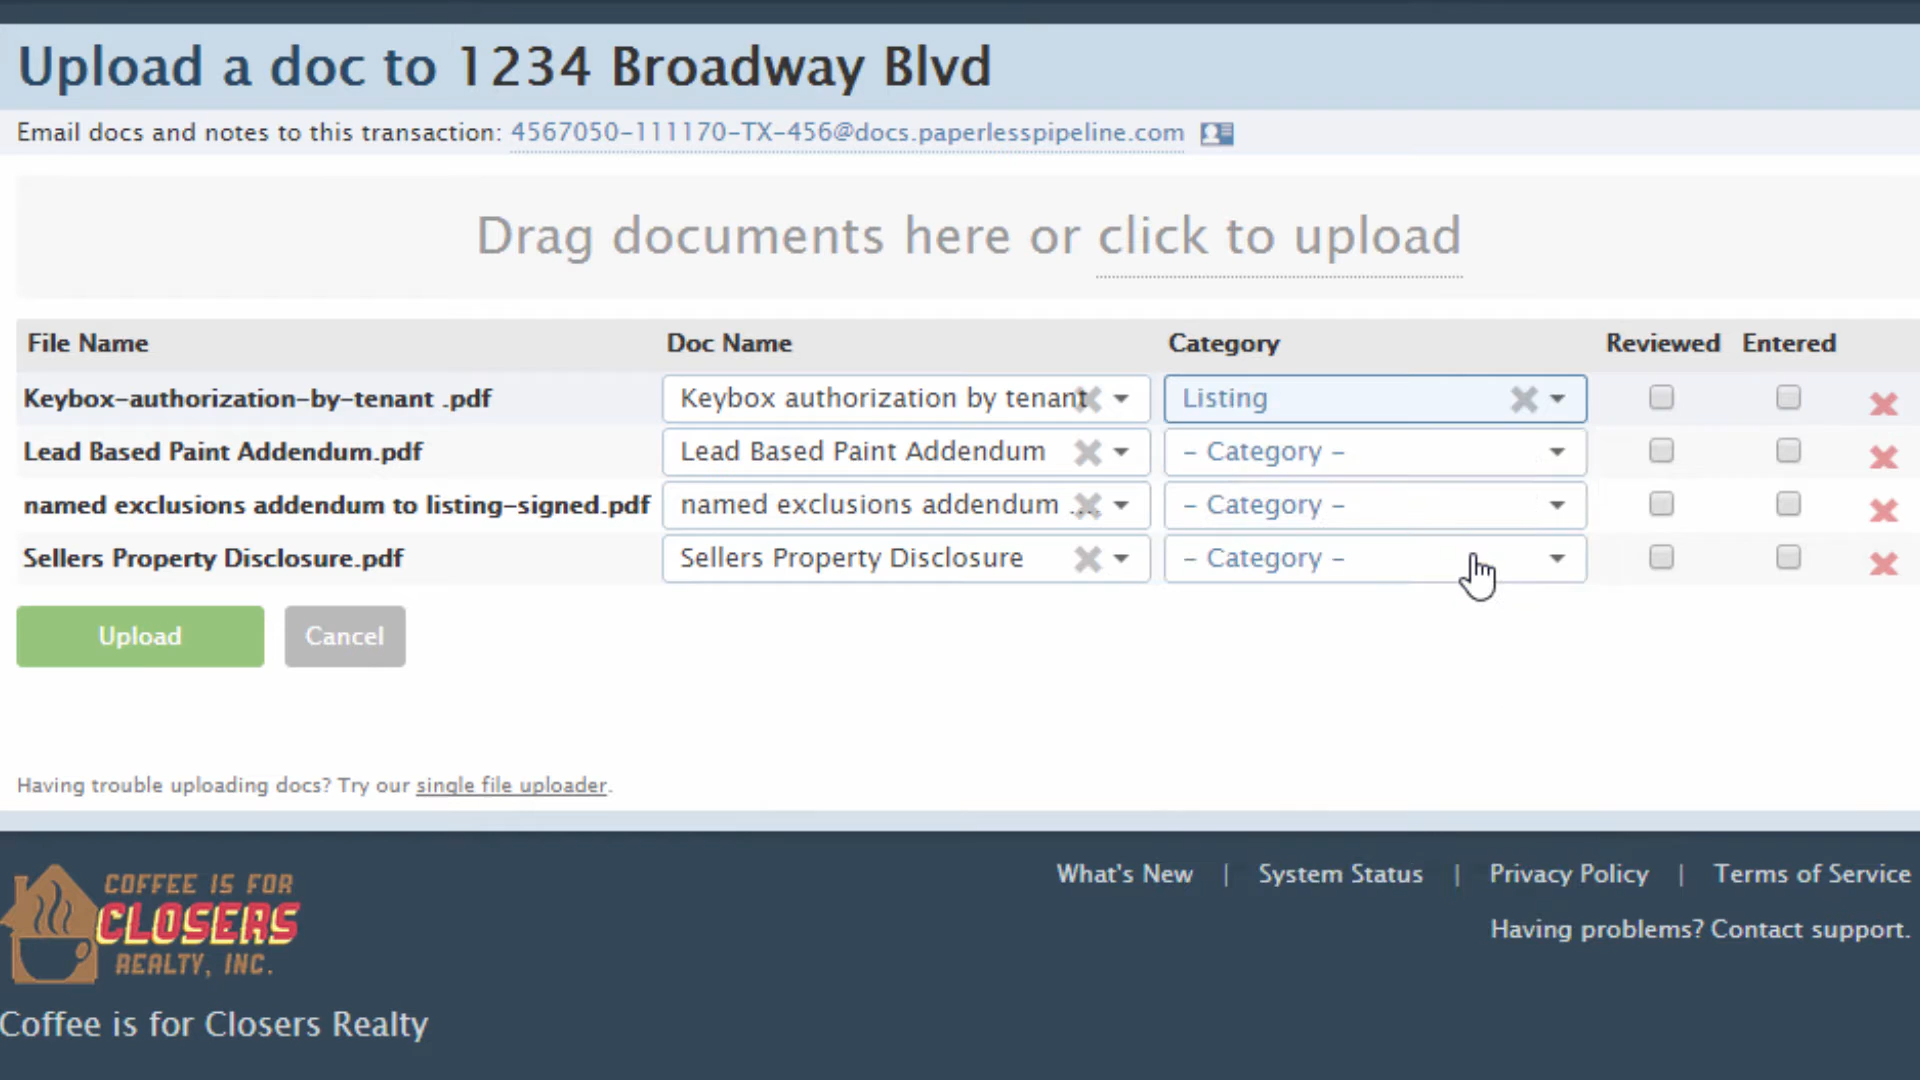 Upload a doc to 1234 Broadway Blvd
Email docs and notes to this transaction: 4567050-111170-TX-456@docs.paperlesspipeline.com
Drag documents here or click to upload
File Name Doc Name Category Reviewed Entered
Keybox-authorization-by-tenant .pdf Keybox authorization by tenant Listing
Lead Based Paint Addendum.pdf Lead Based Paint Addendum - Category -
named exclusions addendum to listing-signed.pdf named exclusions addendum ... - Category -
Sellers Property Disclosure.pdf Sellers Property Disclosure - Category -
Upload Cancel
Having trouble uploading docs? Try our single file uploader.
What's New | System Status | Privacy Policy | Terms of Service
Having problems? Contact support.
COFFEE IS FOR
CLOSERS
REALTY, INC.
Coffee is for Closers Realty